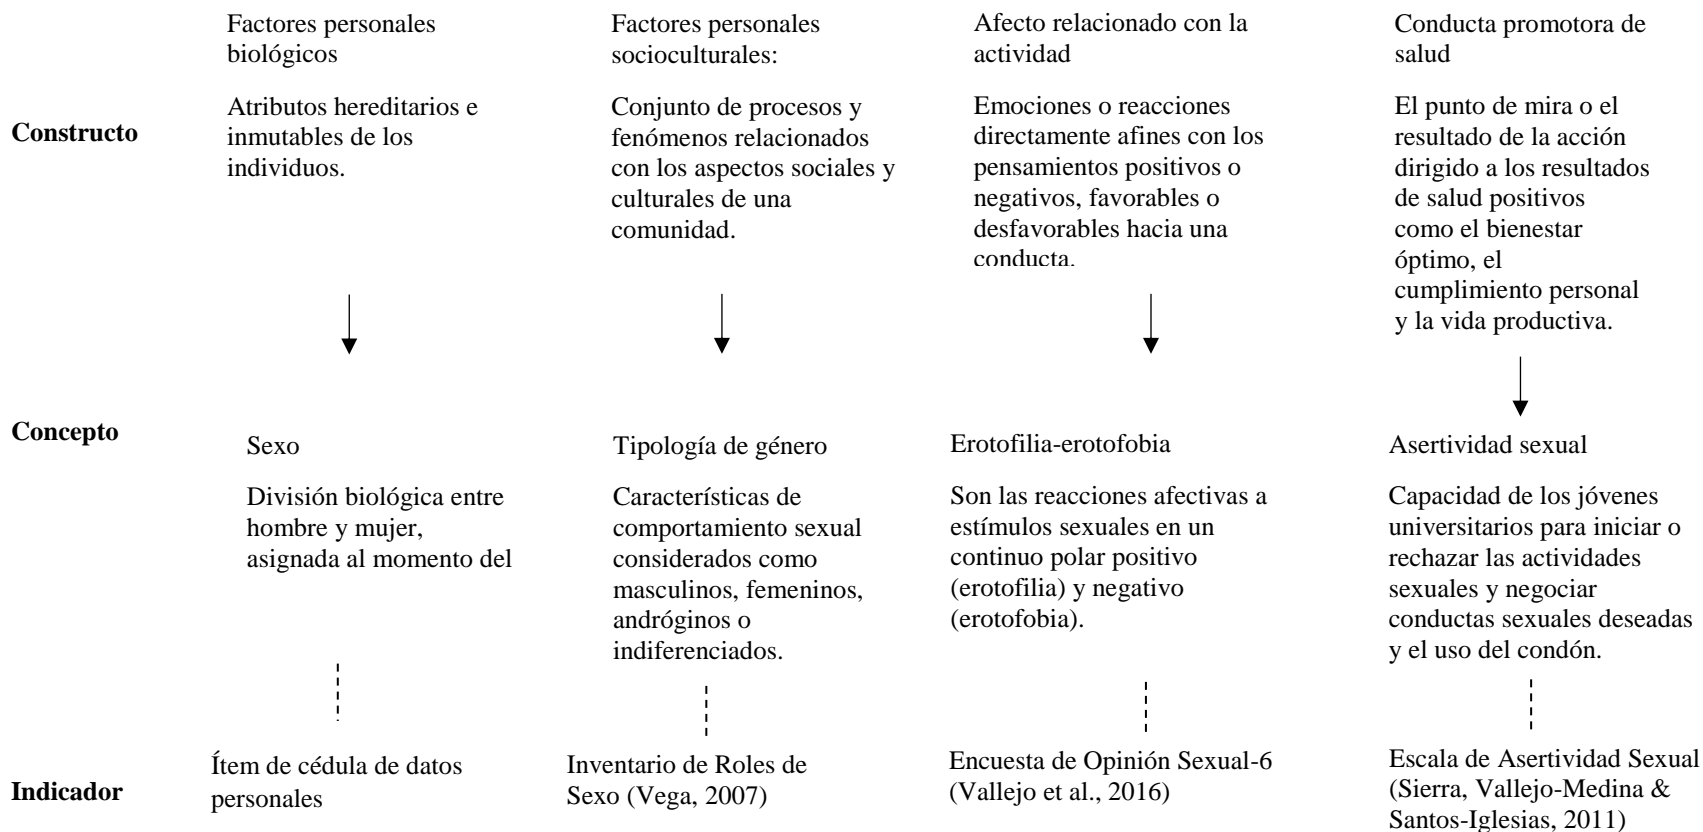 Factores personales
biológicos
Factores personales
socioculturales:
Afecto relacionado con la
actividad
Conducta promotora de
salud
Constructo
Atributos hereditarios e
inmutables de los
individuos.
Conjunto de procesos y
fenómenos relacionados
con los aspectos sociales y
culturales de una
comunidad.
Emociones o reacciones
directamente afines con los
pensamientos positivos o
negativos, favorables o
desfavorables hacia una
conducta.
El punto de mira o el
resultado de la acción
dirigido a los resultados
de salud positivos
como el bienestar
óptimo, el
cumplimiento personal
y la vida productiva.
Concepto
Sexo
División biológica entre
hombre y mujer,
asignada al momento del
Tipología de género
Características de
comportamiento sexual
considerados como
masculinos, femeninos,
andróginos o
indiferenciados.
Erotofilia-erotofobia
Son las reacciones afectivas a
estímulos sexuales en un
continuo polar positivo
(erotofilia) y negativo
(erotofobia).
Asertividad sexual
Capacidad de los jóvenes
universitarios para iniciar o
rechazar las actividades
sexuales y negociar
conductas sexuales deseadas
y el uso del condón.
Indicador
Ítem de cédula de datos
personales
Inventario de Roles de
Sexo (Vega, 2007)
Encuesta de Opinión Sexual-6
(Vallejo et al., 2016)
Escala de Asertividad Sexual
(Sierra, Vallejo-Medina &
Santos-Iglesias, 2011)